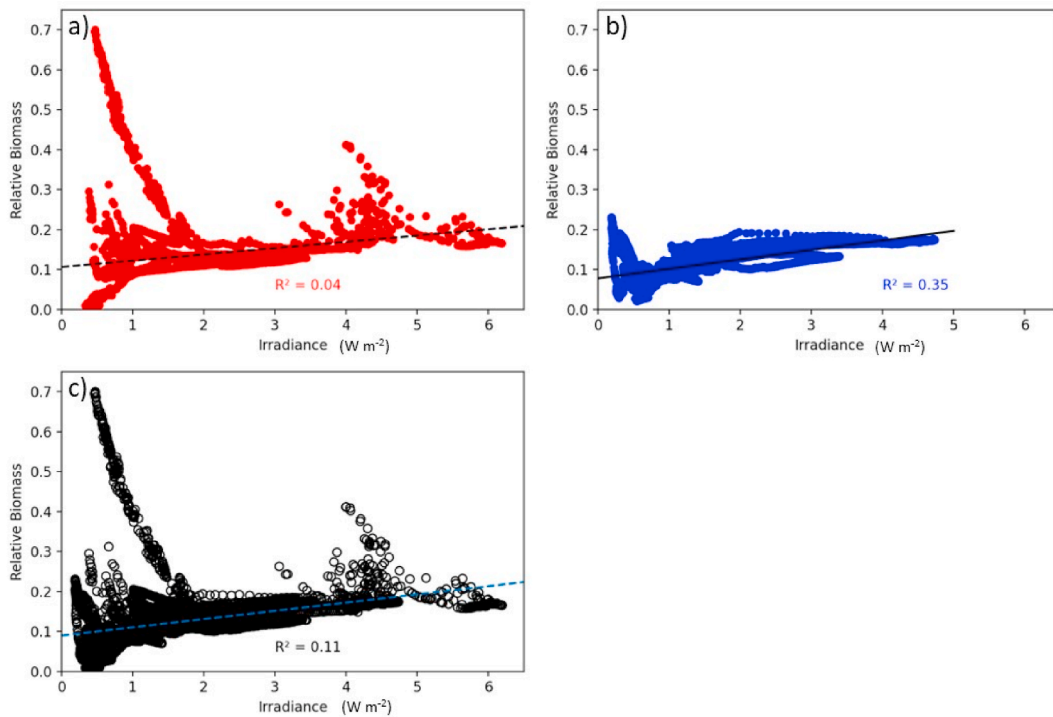 a)
0.7
0.6
0.5
0.4
0.3
0.2
0.1
0.0
Relative Biomass
R² = 0.04
0 1 2 3 4 5 6
Irradiance (W m⁻²)
b)
0.7
0.6
0.5
0.4
0.3
0.2
0.1
0.0
Relative Biomass
R² = 0.35
0 1 2 3 4 5 6
Irradiance (W m⁻²)
c)
0.7
0.6
0.5
0.4
0.3
0.2
0.1
0.0
Relative Biomass
R² = 0.11
0 1 2 3 4 5 6
Irradiance (W m⁻²)